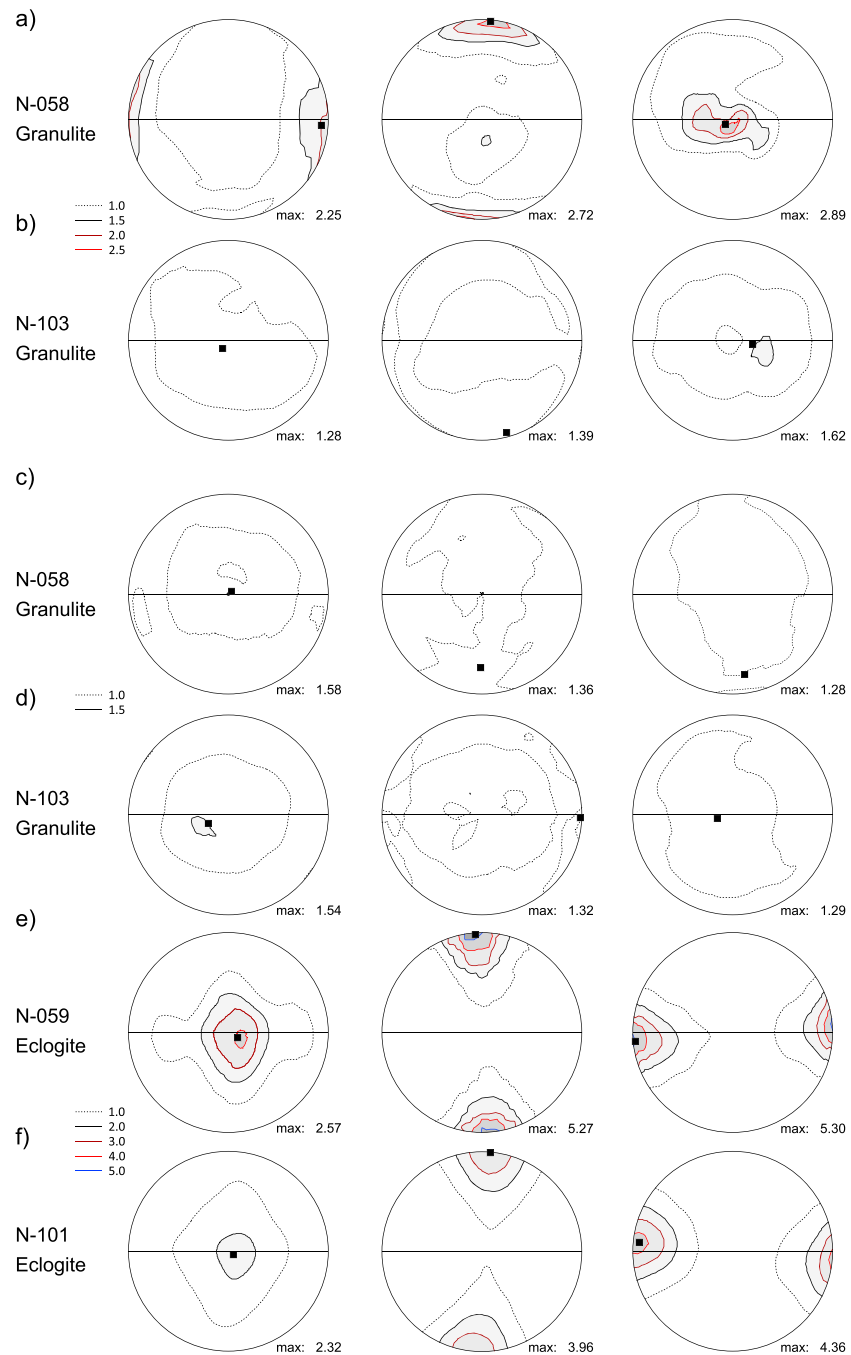 a)
N-058
Granulite
max: 2.25
max: 2.72
max: 2.89
1.0
1.5
2.0
2.5
b)
N-103
Granulite
max: 1.28
max: 1.39
max: 1.62
c)
N-058
Granulite
max: 1.58
max: 1.36
max: 1.28
1.0
1.5
d)
N-103
Granulite
max: 1.54
max: 1.32
max: 1.29
e)
N-059
Eclogite
max: 2.57
max: 5.27
max: 5.30
1.0
2.0
3.0
4.0
5.0
f)
N-101
Eclogite
max: 2.32
max: 3.96
max: 4.36